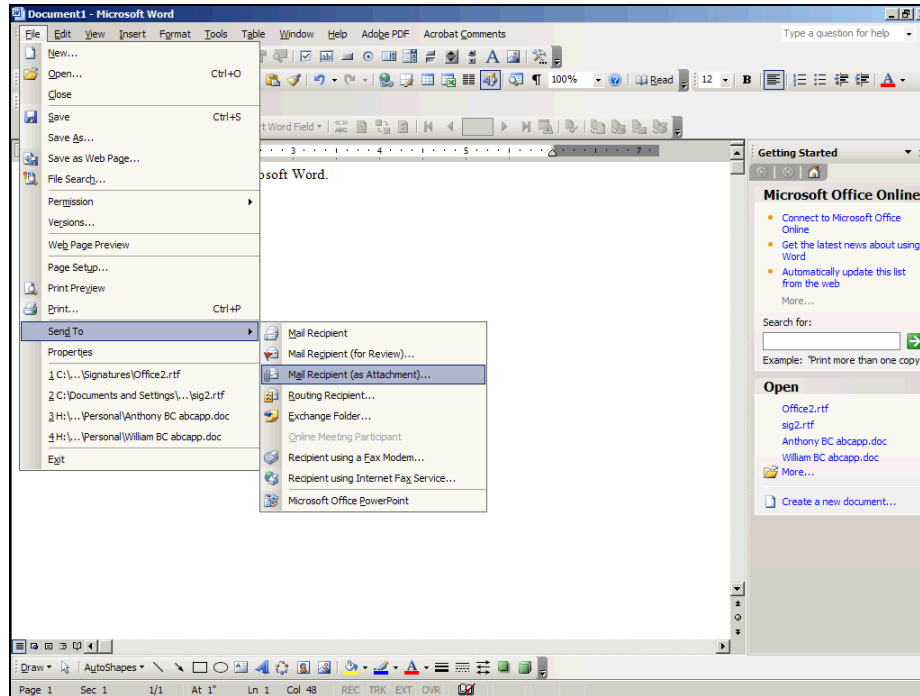 Document1 - Microsoft Word
File Edit View Insert Format Tools Table Window Help Adobe PDF Acrobat Comments
Type a question for help
New...
Open... Ctrl+O
100%
Read
12
B
Close
Save Ctrl+S
Save As...
t Word Field
Save as Web Page...
3 4 5 7
Getting Started
File Search...
osoft Word.
Permission
Versions...
Web Page Preview
Page Setup...
Print Preview
Print... Ctrl+P
Send To
Properties
1 C:\...\Signatures\Office2.rtf
2 C:\Documents and Settings\...\sig2.rtf
3 H:\...\Personal\Anthony BC abcapp.doc
4 H:\...\Personal\William BC abcapp.doc
Exit
Mail Recipient
Mail Recipient (for Review)...
Mail Recipient (as Attachment)...
Routing Recipient...
Exchange Folder...
Online Meeting Participant
Recipient using a Fax Modem...
Recipient using Internet Fax Service...
Microsoft Office PowerPoint
Microsoft Office Online
Connect to Microsoft Office
Online
Get the latest news about using
Word
Automatically update this list
from the web
More...
Search for:
Example: "Print more than one copy
Open
Office2.rtf
sig2.rtf
Anthony BC abcapp.doc
William BC abcapp.doc
More...
Create a new document...
Draw AutoShapes
Page 1 Sec 1 1/1 At 1" Ln 1 Col 48 REC TRK EXT OVR